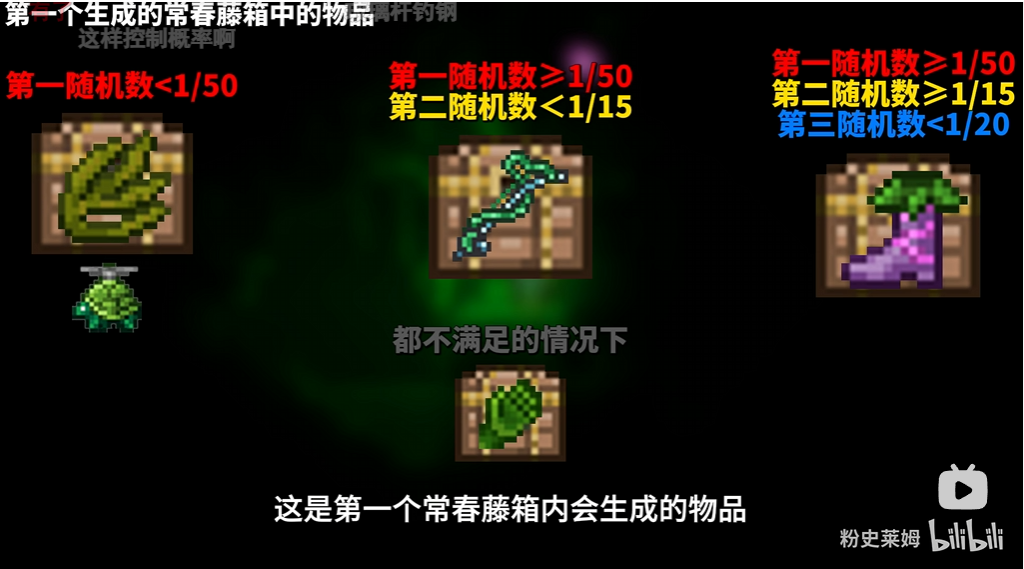 第一个生成的常春藤箱中的物品
杆钓钢
这样控制概率啊
第一随机数<1/50
第一随机数≥1/50
第二随机数<1/15
第一随机数≥1/50
第二随机数≥1/15
第三随机数<1/20
都不满足的情况下
这是第一个常春藤箱内会生成的物品
粉史莱姆 bilibili